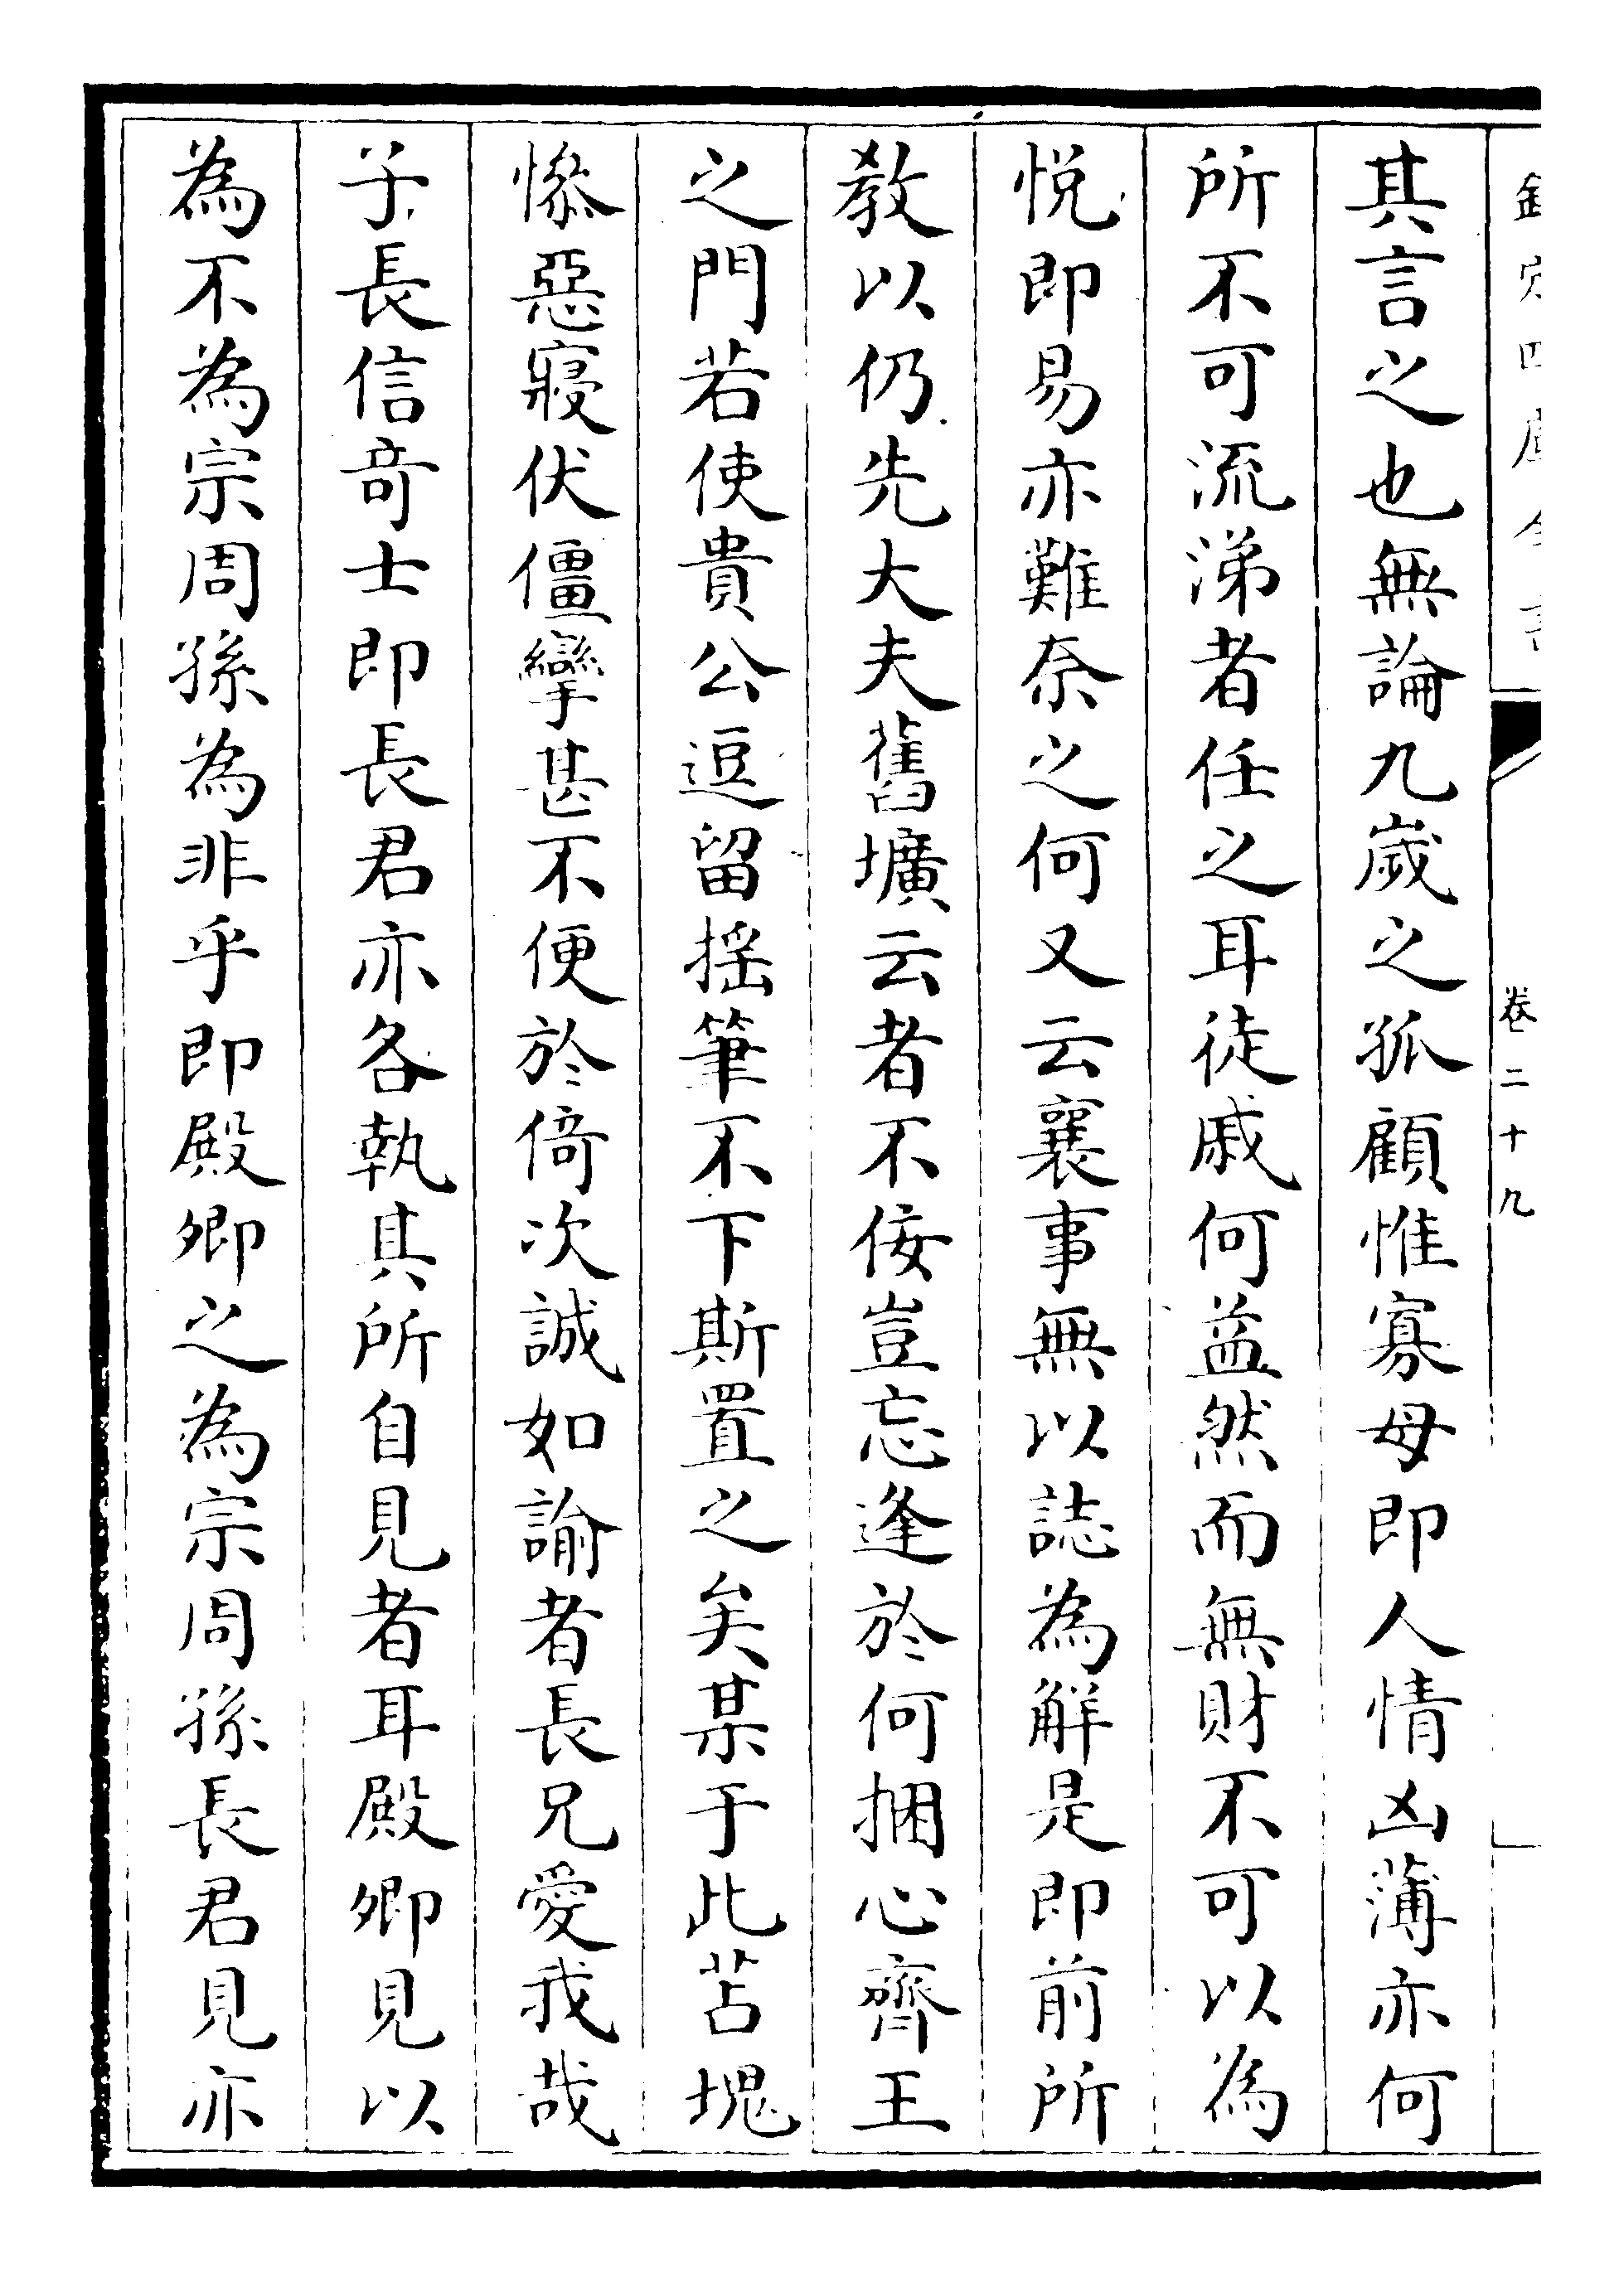 欽定四庫全書
卷二十九
其言之也無論九歲之孤顧惟寡母即人情凶薄亦何
所不可流涕者任之耳徒戚何益然而無財不可以為
悦即易亦難奈之何又云襄事無以誌為解是即前所
教以仍先大夫舊壙云者不佞豈忘逢於何捆心齊王
之門若使貴公逗留揺筆不下斯置之矣某于此苫塊
慘惡寢伏僵攣甚不便於倚次誠如諭者長兄愛我哉
子長信竒士即長君亦各執其所自見者耳殿卿見以
為不為宗周孫為非乎即殿卿之為宗周孫長君見亦